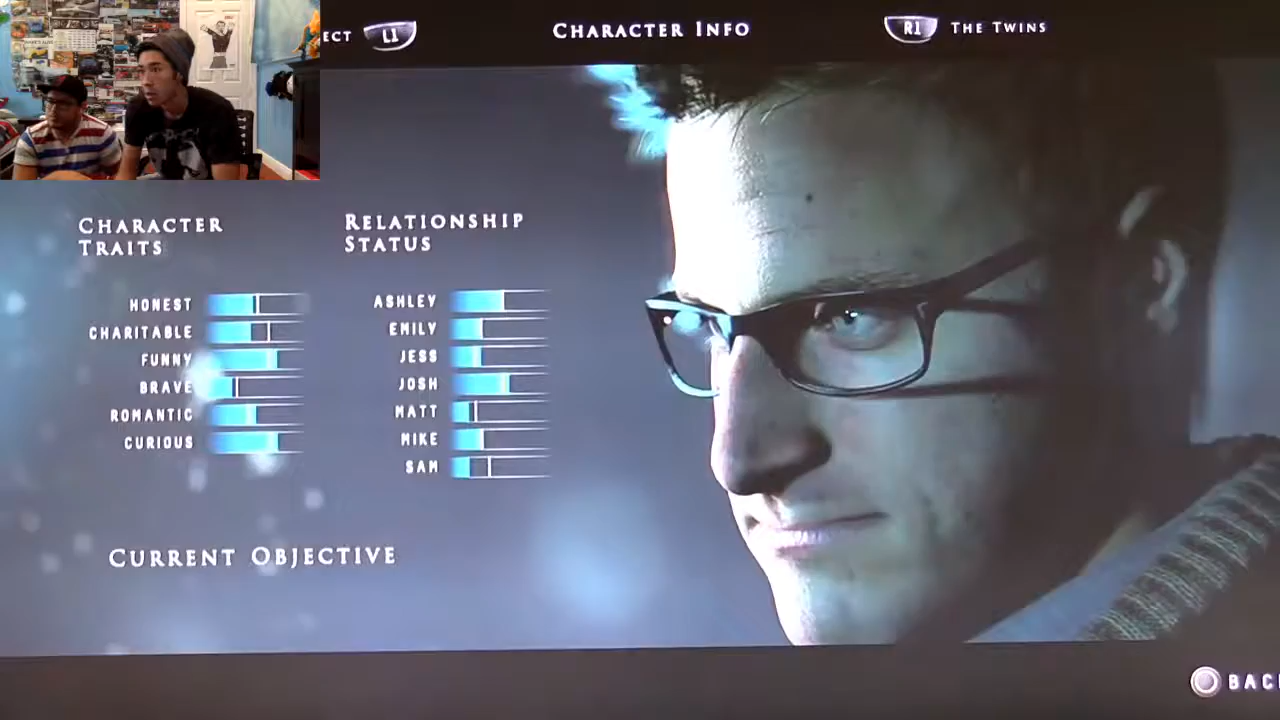 ECT L1 CHARACTER INFO R1 THE TWINS
CHARACTER
TRAITS
HONEST
CHARITABLE
FUNNY
BRAVE
ROMANTIC
CURIOUS
RELATIONSHIP
STATUS
ASHLEY
EMILY
JESS
JOSH
MATT
MIKE
SAM
CURRENT OBJECTIVE
BAC